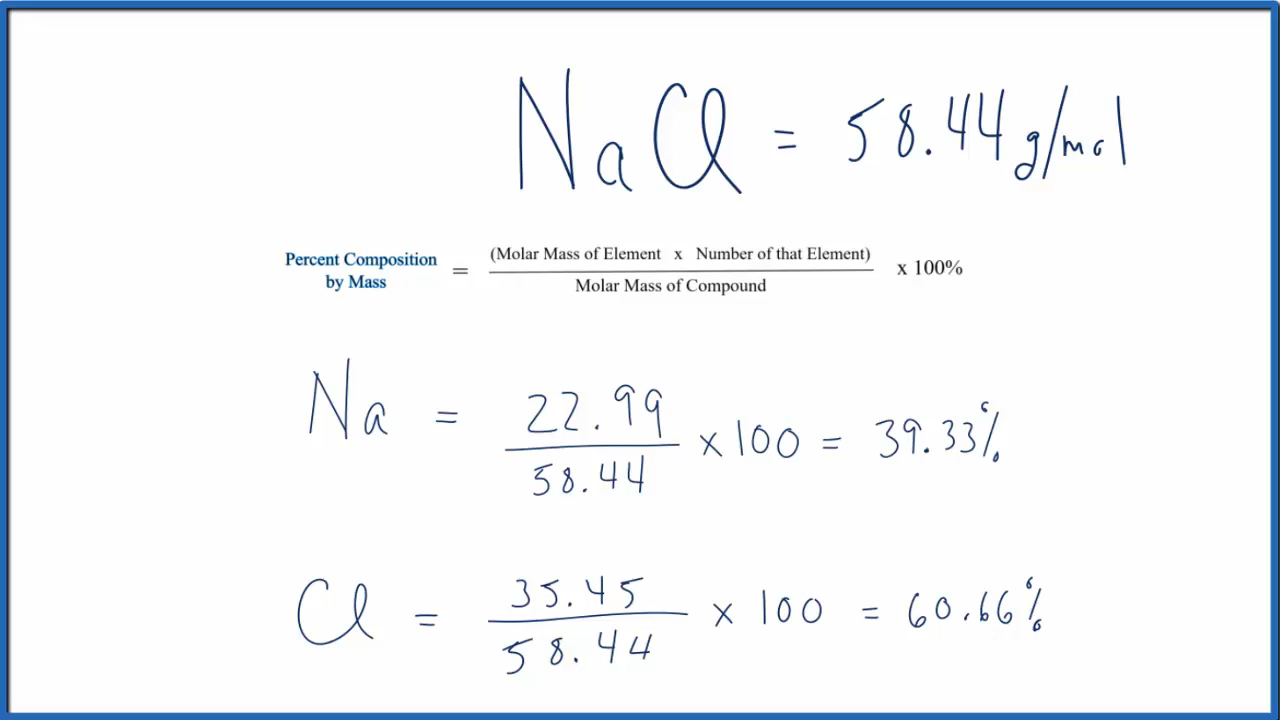 NaCl = 58.44 g/mol
Percent Composition by Mass = (Molar Mass of Element x Number of that Element) / Molar Mass of Compound x 100%
Na = 22.99 / 58.44 x 100 = 39.33%
Cl = 35.45 / 58.44 x 100 = 60.66%